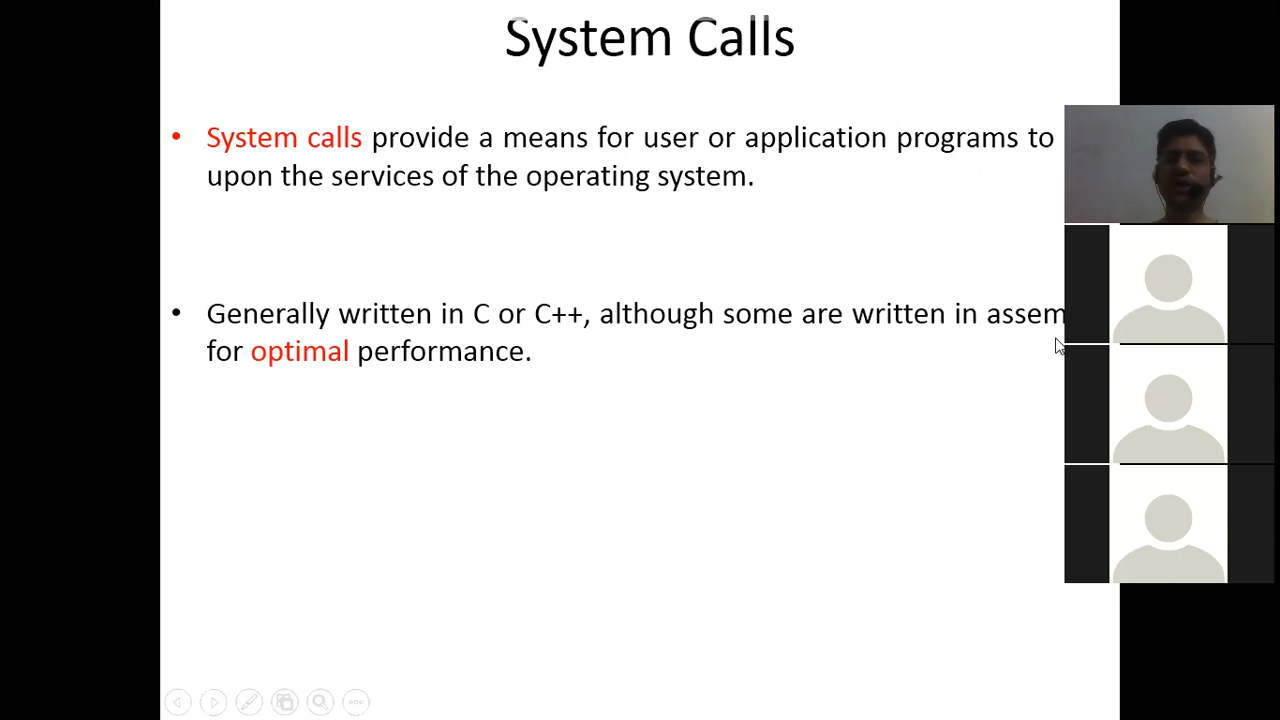 System Calls
• System calls provide a means for user or application programs to
upon the services of the operating system.
• Generally written in C or C++, although some are written in assem
for optimal performance.